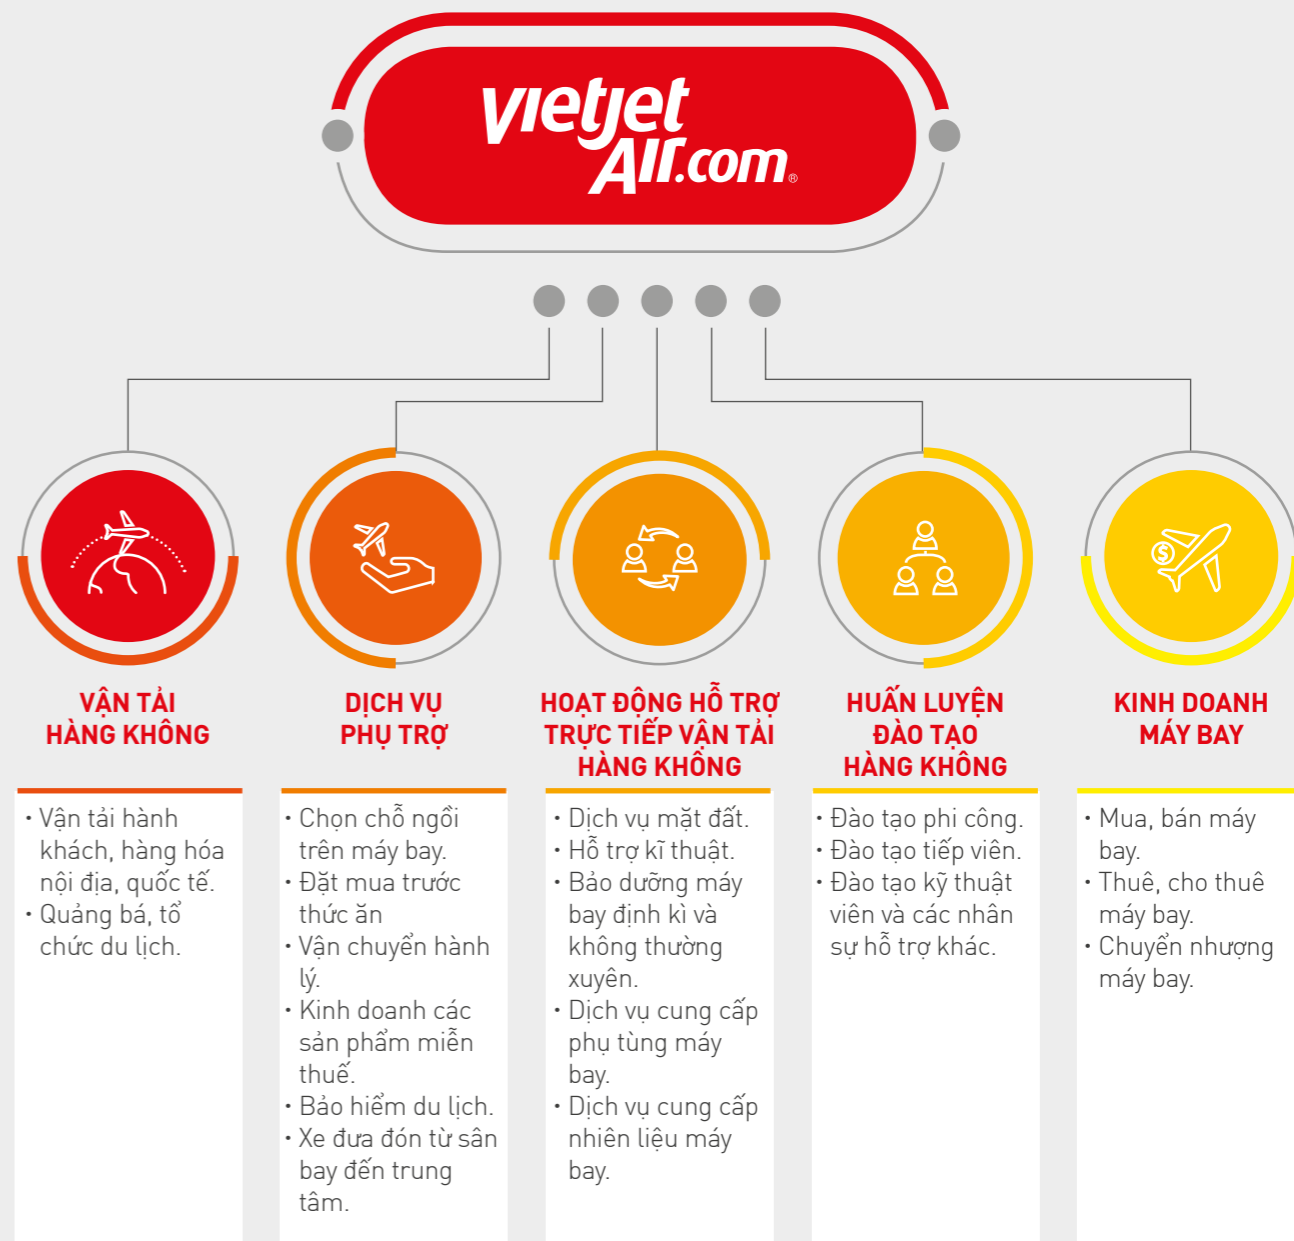 vietjet
Air.com®
VẬN TẢI
HÀNG KHÔNG
• Vận tải hành
khách, hàng hóa
nội địa, quốc tế.
• Quảng bá, tổ
chức du lịch.
DỊCH VỤ
PHỤ TRỢ
• Chọn chỗ ngồi
trên máy bay.
• Đặt mua trước
thức ăn
• Vận chuyển hành
lý.
• Kinh doanh các
sản phẩm miễn
thuế.
• Bảo hiểm du lịch.
• Xe đưa đón từ sân
bay đến trung
tâm.
HOẠT ĐỘNG HỖ TRỢ
TRỰC TIẾP VẬN TẢI
HÀNG KHÔNG
• Dịch vụ mặt đất.
• Hỗ trợ kĩ thuật.
• Bảo dưỡng máy
bay định kì và
không thường
xuyên.
• Dịch vụ cung cấp
phụ tùng máy
bay.
• Dịch vụ cung cấp
nhiên liệu máy
bay.
HUẤN LUYỆN
ĐÀO TẠO
HÀNG KHÔNG
• Đào tạo phi công.
• Đào tạo tiếp viên.
• Đào tạo kỹ thuật
viên và các nhân
sự hỗ trợ khác.
$
KINH DOANH
MÁY BAY
• Mua, bán máy
bay.
• Thuê, cho thuê
máy bay.
• Chuyển nhượng
máy bay.